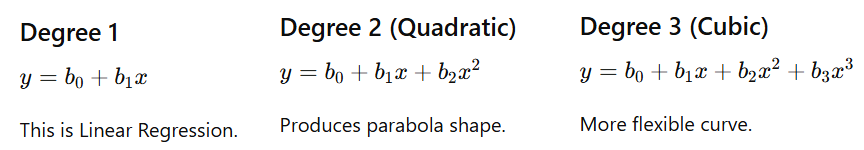 Degree 1
y = b₀ + b₁x
This is Linear Regression.
Degree 2 (Quadratic)
y = b₀ + b₁x + b₂x²
Produces parabola shape.
Degree 3 (Cubic)
y = b₀ + b₁x + b₂x² + b₃x³
More flexible curve.